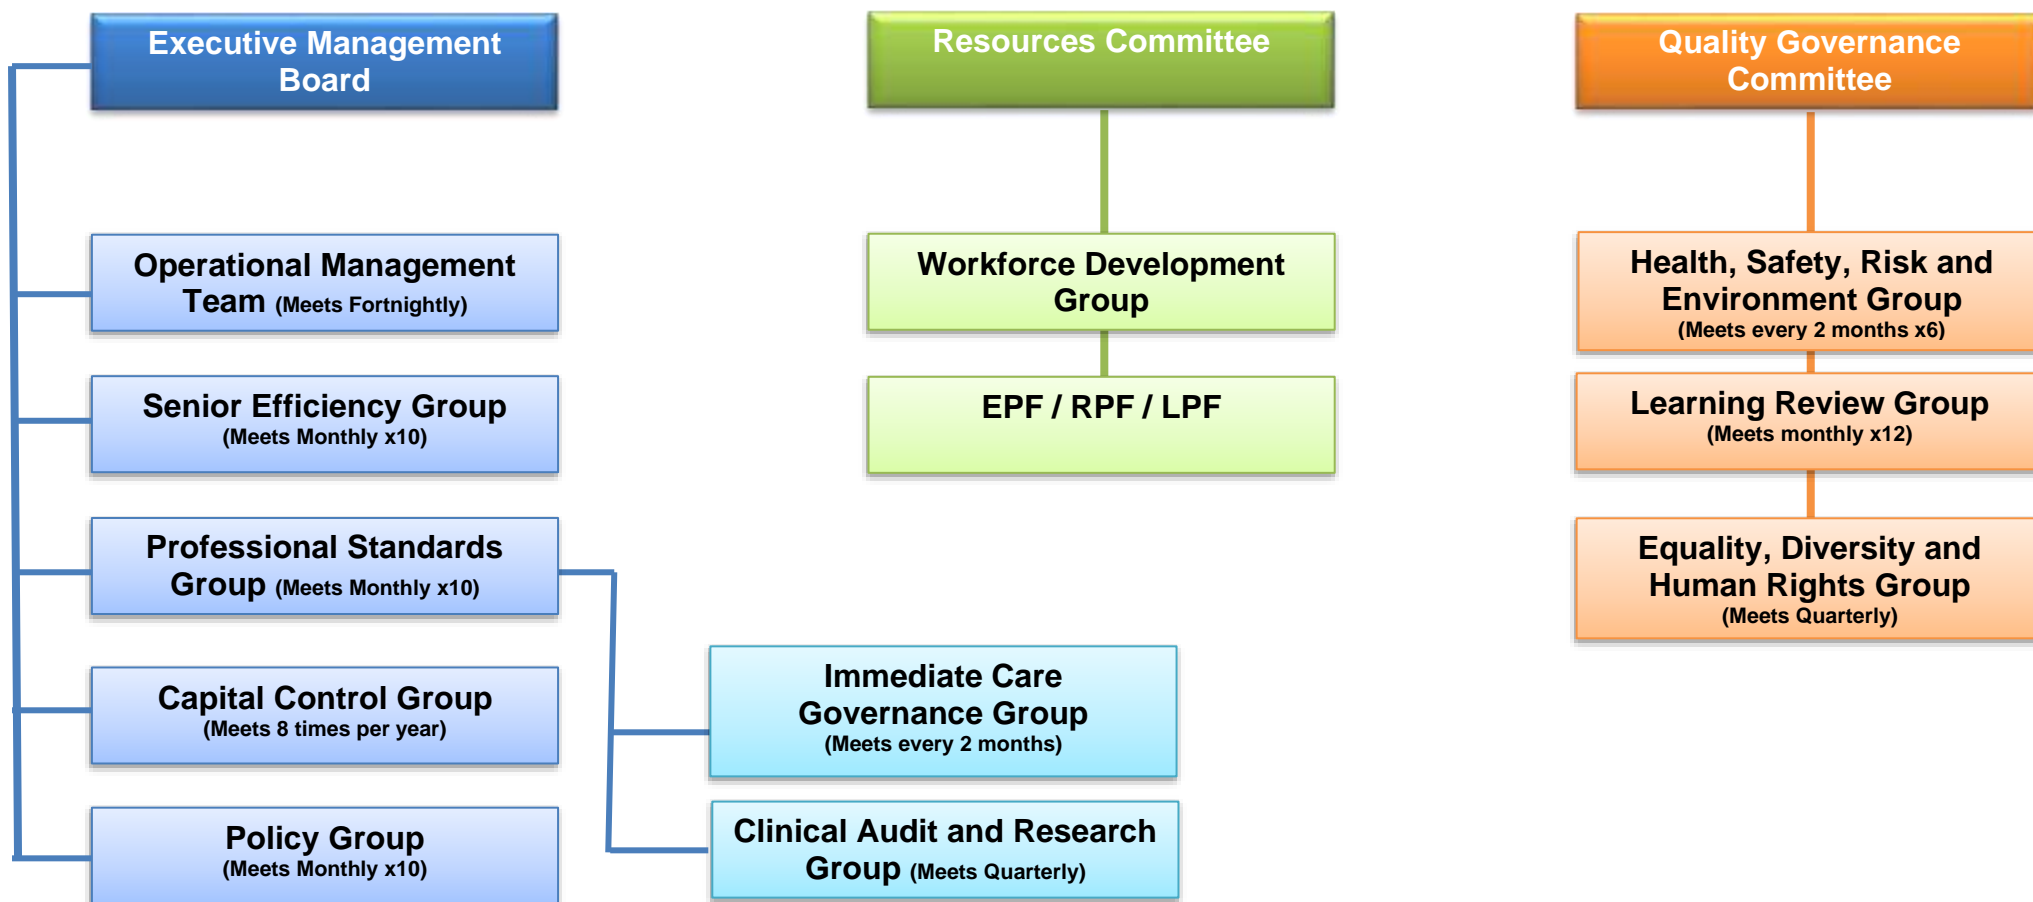 Executive Management
Board
Resources Committee
Quality Governance
Committee
Operational Management
Team (Meets Fortnightly)
Senior Efficiency Group
(Meets Monthly x10)
Professional Standards
Group (Meets Monthly x10)
Capital Control Group
(Meets 8 times per year)
Policy Group
(Meets Monthly x10)
Immediate Care
Governance Group
(Meets every 2 months)
Clinical Audit and Research
Group (Meets Quarterly)
Workforce Development
Group
EPF / RPF / LPF
Health, Safety, Risk and
Environment Group
(Meets every 2 months x6)
Learning Review Group
(Meets monthly x12)
Equality, Diversity and
Human Rights Group
(Meets Quarterly)